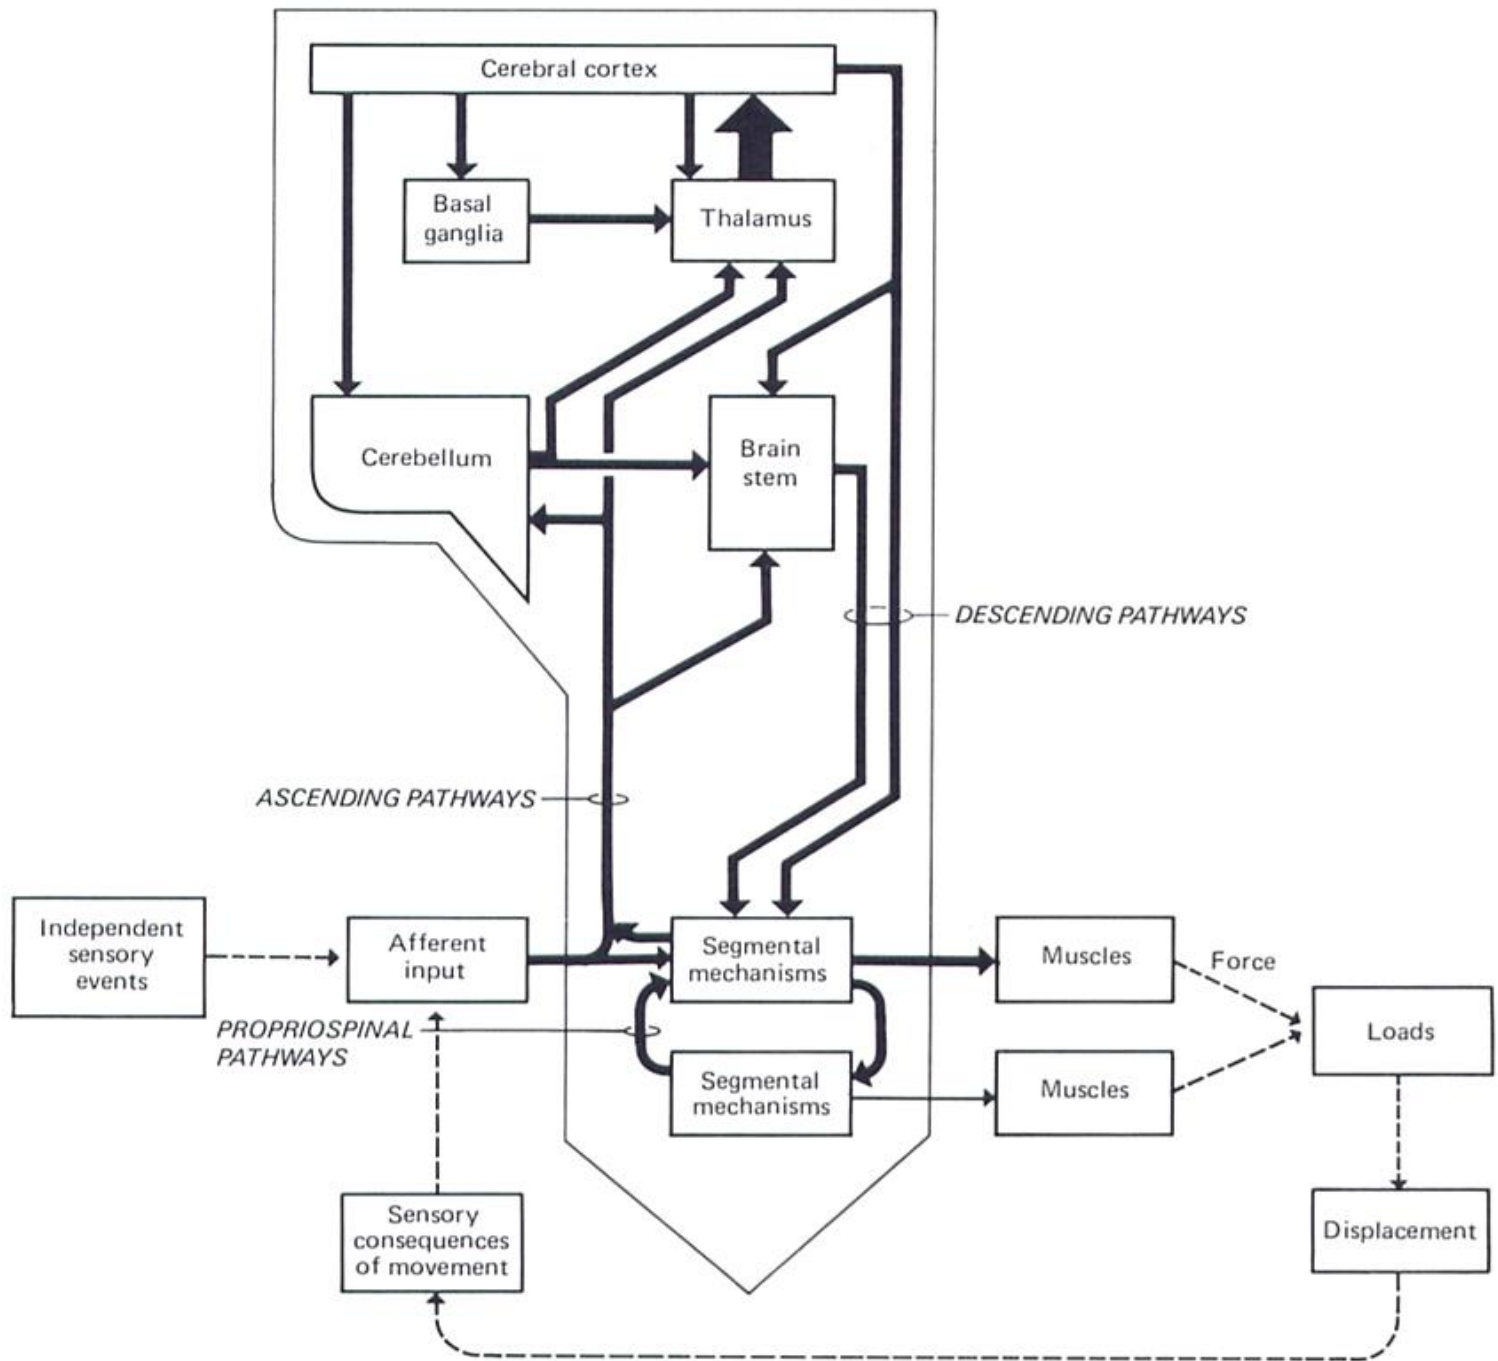 Cerebral cortex
Basal
ganglia
Thalamus
Cerebellum
Brain
stem
DESCENDING PATHWAYS
ASCENDING PATHWAYS
Independent
sensory
events
Afferent
input
Segmental
mechanisms
Muscles
Force
Loads
PROPRIOSPINAL
PATHWAYS
Segmental
mechanisms
Muscles
Sensory
consequences
of movement
Displacement